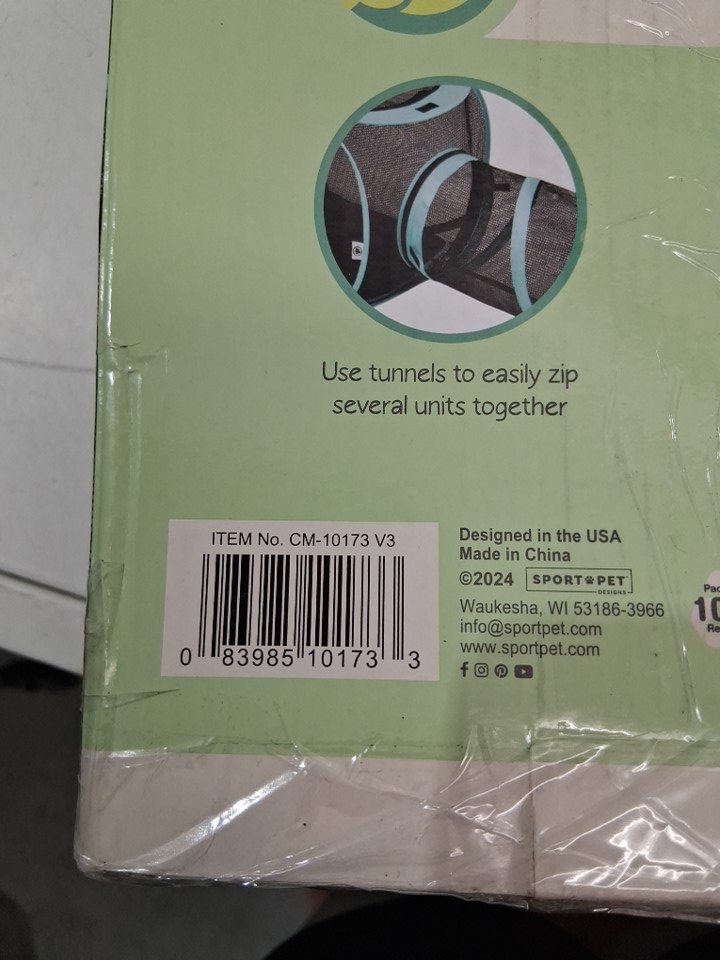 Use tunnels to easily zip
several units together
ITEM No. CM-10173 V3
0 83985 10173 3
Designed in the USA
Made in China
©2024 SPORT PET
DESIGNS
Waukesha, WI 53186-3966
info@sportpet.com
www.sportpet.com